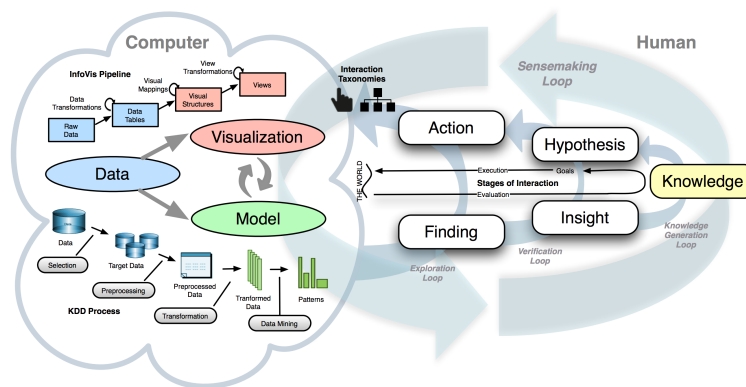 Computer
Human
InfoVis Pipeline
View
Transformations
Visual
Mappings
Data
Transformations
Raw
Data
Data
Tables
Visual
Structures
Views
Visualization
Data
Model
Data
Selection
Target Data
Preprocessing
Preprocessed
Data
Transformation
Tranformed
Data
Data Mining
Patterns
KDD Process
Interaction
Taxonomies
Sensemaking
Loop
Action
Hypothesis
THE WORLD
Execution
Goals
Stages of Interaction
Evaluation
Knowledge
Finding
Insight
Exploration
Loop
Verification
Loop
Knowledge
Generation
Loop